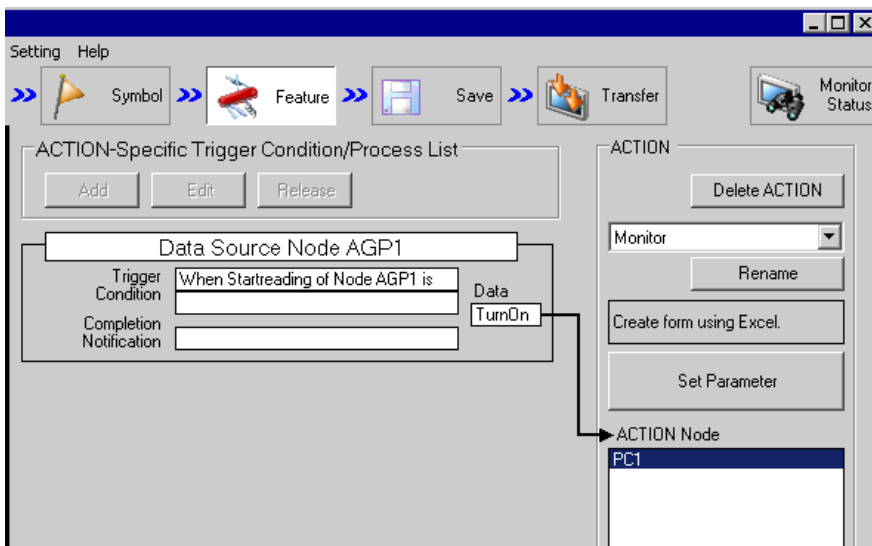 Setting Help
Symbol Feature Save Transfer Monitor Status
ACTION-Specific Trigger Condition/Process List
Add Edit Release
Data Source Node AGP1
Trigger Condition
When Startreading of Node AGP1 is
Data
TurnOn
Completion Notification
ACTION
Delete ACTION
Monitor
Rename
Create form using Excel.
Set Parameter
ACTION Node
PC1